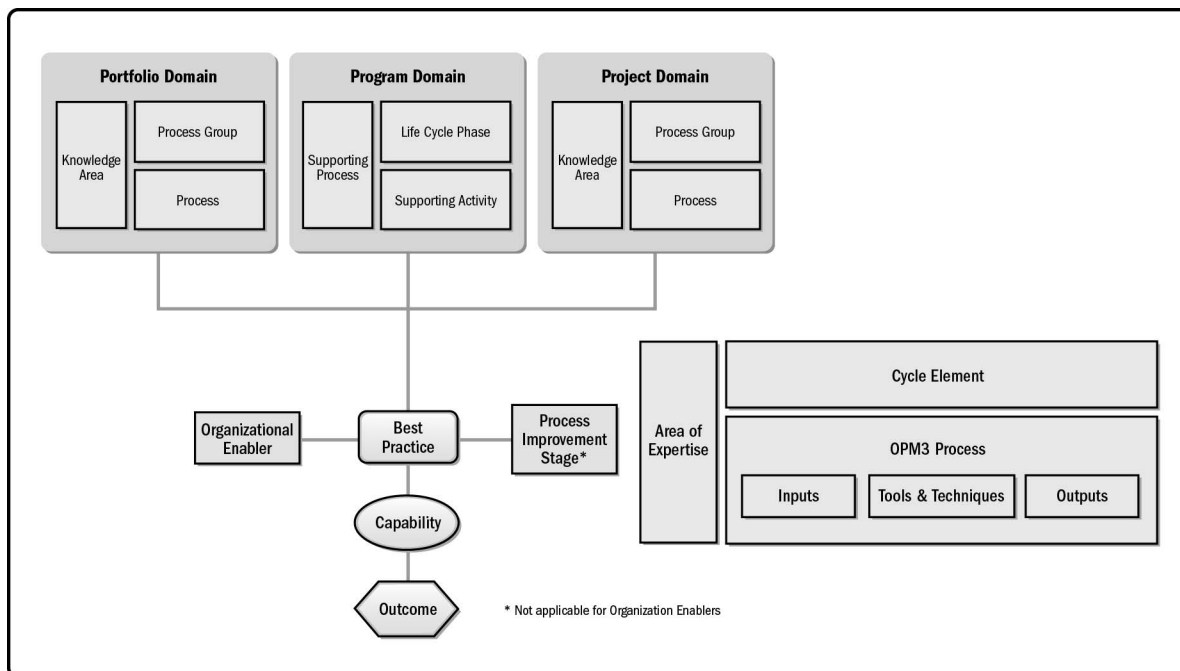 Portfolio Domain
Knowledge
Area
Process Group
Process
Program Domain
Supporting
Process
Life Cycle Phase
Supporting Activity
Project Domain
Knowledge
Area
Process Group
Process
Organizational
Enabler
Best
Practice
Process
Improvement
Stage*
Capability
Outcome
* Not applicable for Organization Enablers
Area of
Expertise
Cycle Element
OPM3 Process
Inputs
Tools & Techniques
Outputs